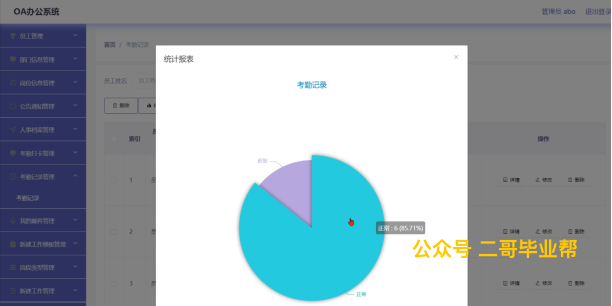 OA办公系统
管理员 abo 退出登录
员工管理
部门信息管理
岗位信息管理
公告通知管理
人事档案管理
考勤打卡管理
考勤记录管理
考勤记录
我的邮件管理
新建工作模板管理
流程类型管理
新建工作管理
首页 / 考勤记录
员工姓名
删除
索引
操作
1
详情 修改 删除
2
详情 修改 删除
3
详情 修改 删除
统计报表
×
考勤记录
正常 : 6 (85.71%)
正常
公众号 二哥毕业帮